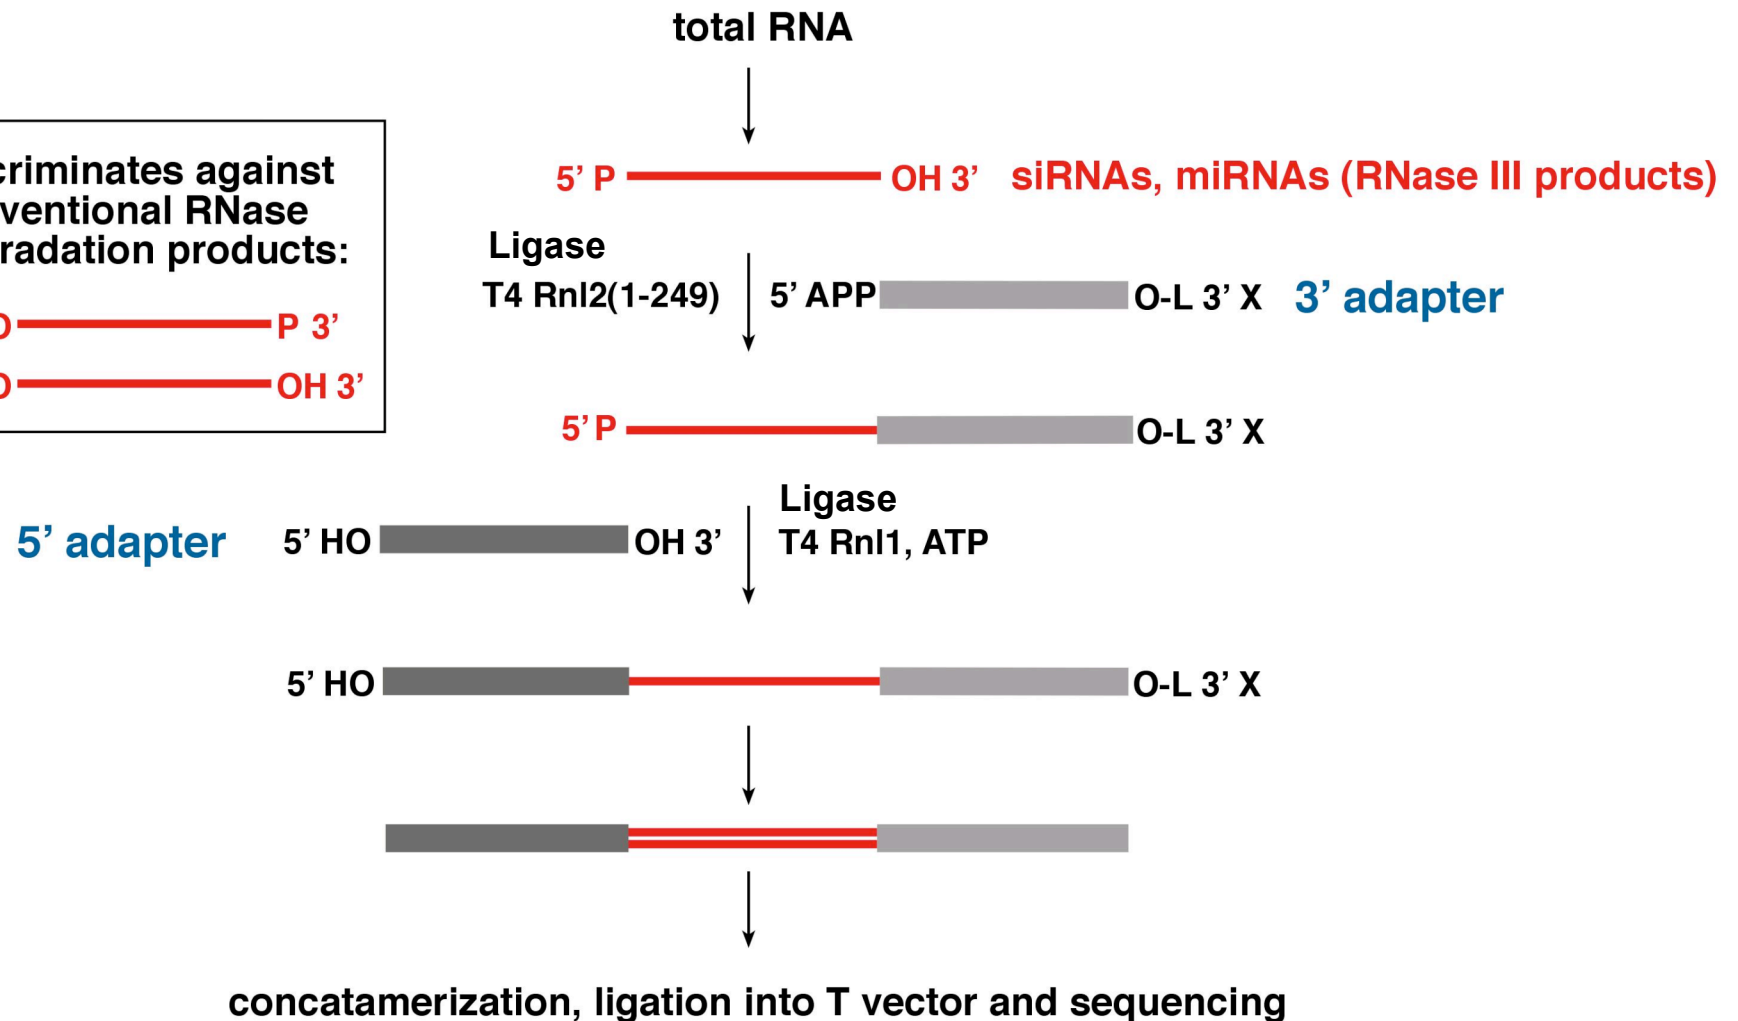 total RNA
criminates against
ventional RNase
radation products:
P 3’
OH 3’
5’ P OH 3’ siRNAs, miRNAs (RNase III products)
Ligase
T4 Rnl2(1-249) 5’ APP O-L 3’ X 3’ adapter
5’ P O-L 3’ X
Ligase
5’ adapter 5’ HO OH 3’ T4 Rnl1, ATP
5’ HO O-L 3’ X
concatamerization, ligation into T vector and sequencing